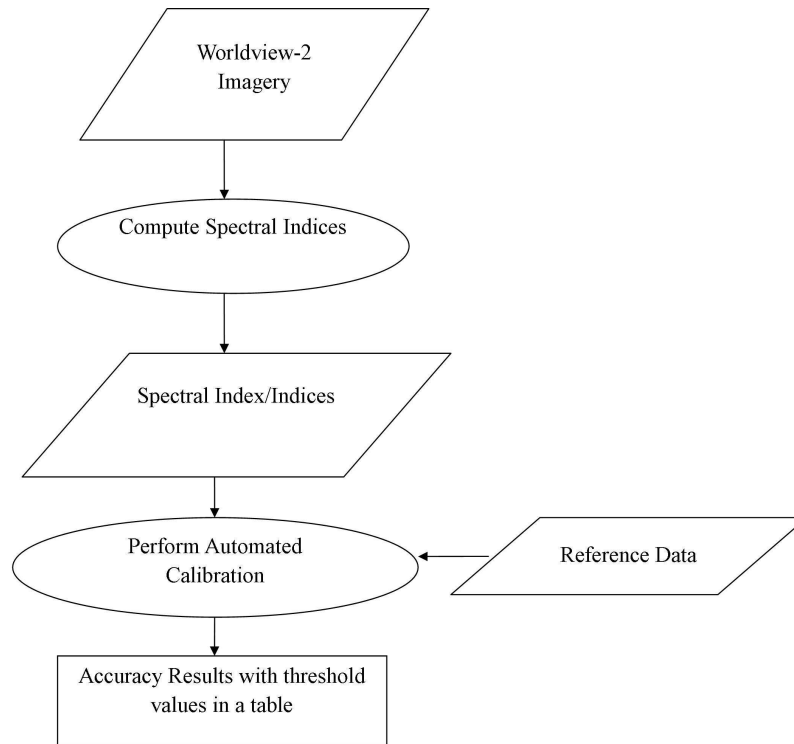 Worldview-2
Imagery
Compute Spectral Indices
Spectral Index/Indices
Perform Automated
Calibration
Reference Data
Accuracy Results with threshold
values in a table